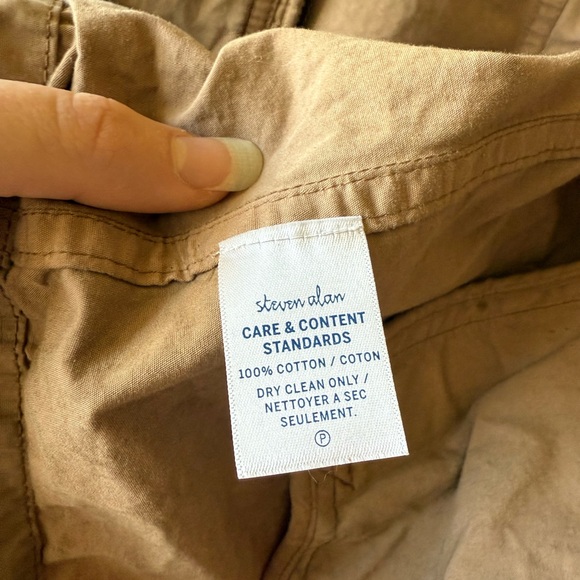 steven alan
CARE & CONTENT
STANDARDS
100% COTTON / COTON
DRY CLEAN ONLY /
NETTOYER A SEC
SEULEMENT.
P